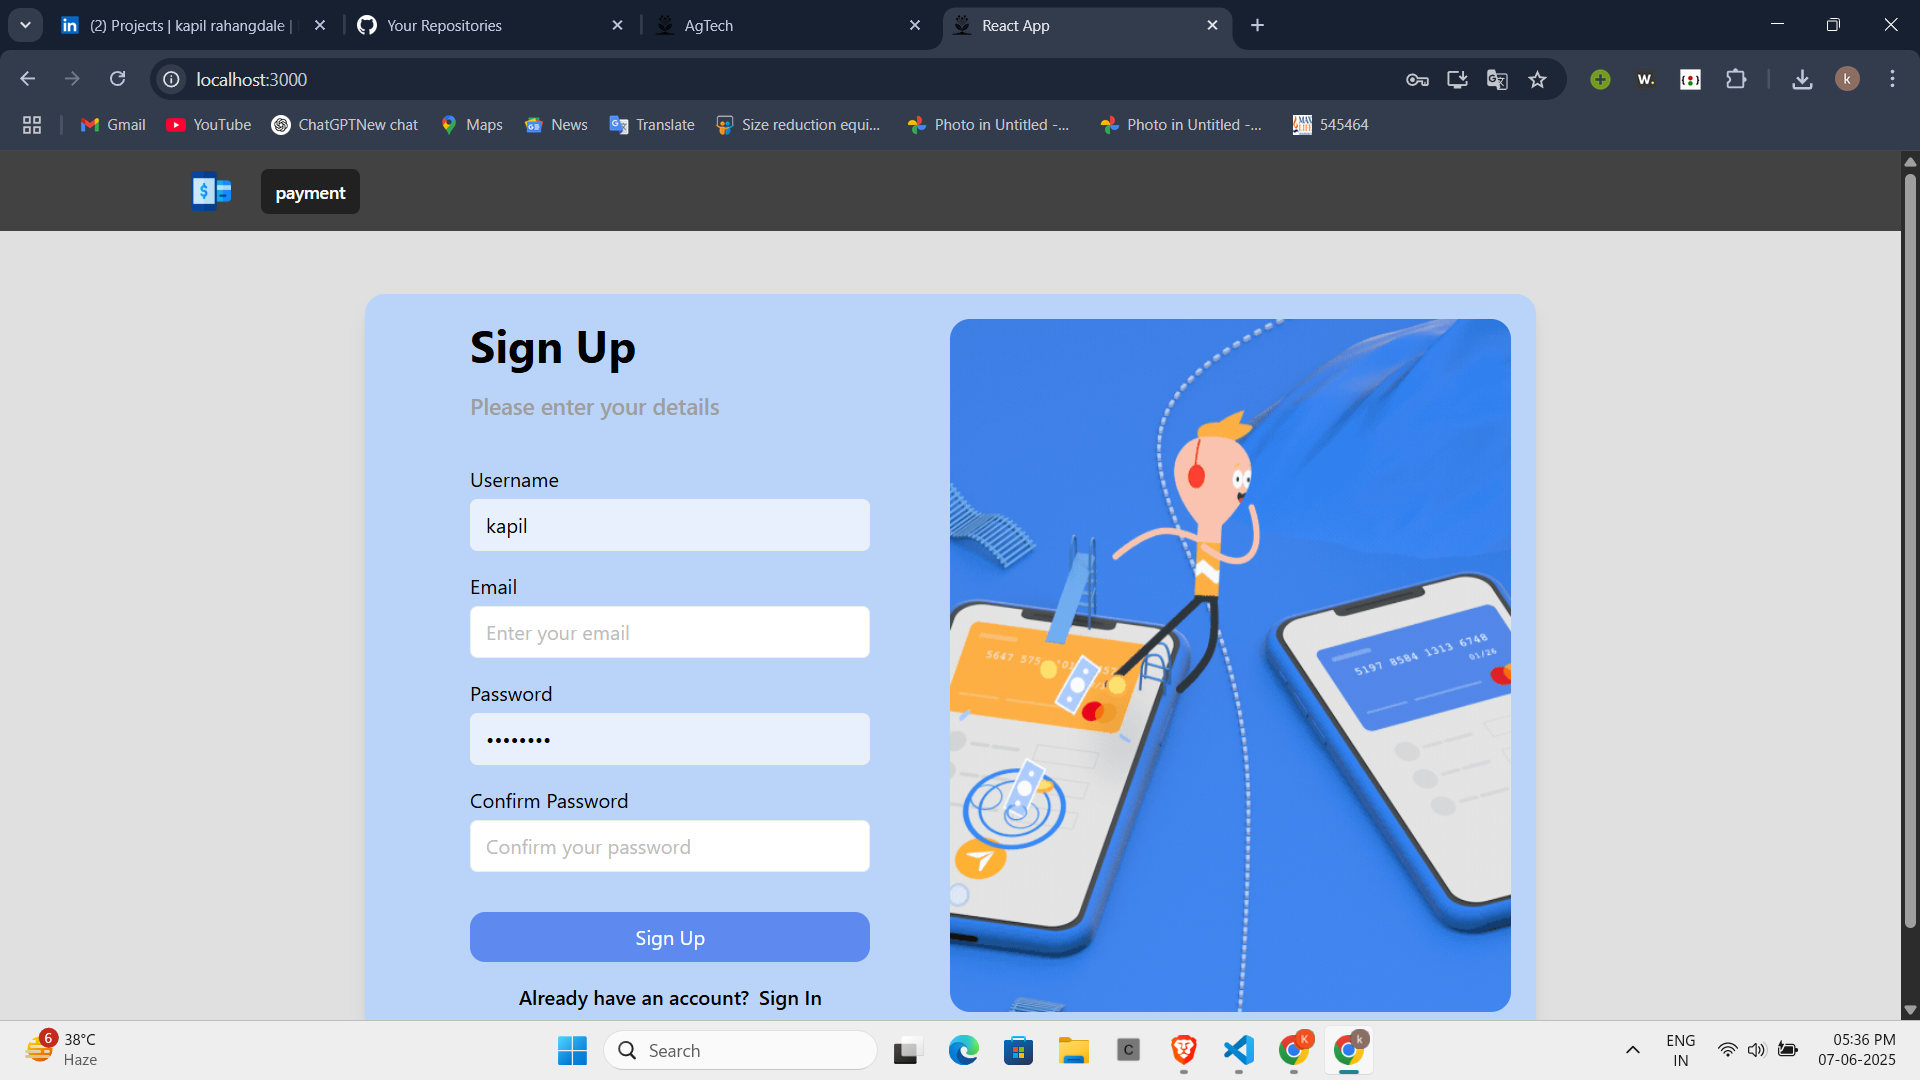 (2) Projects | kapil rahangdale |
Your Repositories
AgTech
React App
localhost:3000
k
Gmail
YouTube
ChatGPTNew chat
Maps
News
Translate
Size reduction equi...
Photo in Untitled -...
Photo in Untitled -...
545464
$
payment
Sign Up
Please enter your details
Username
kapil
Email
Enter your email
Password
••••••••
Confirm Password
Confirm your password
Sign Up
Already have an account? Sign In
5197 8584 1313 6748
01/26
6
38°C
Haze
Search
C
K
k
ENG
IN
05:36 PM
07-06-2025